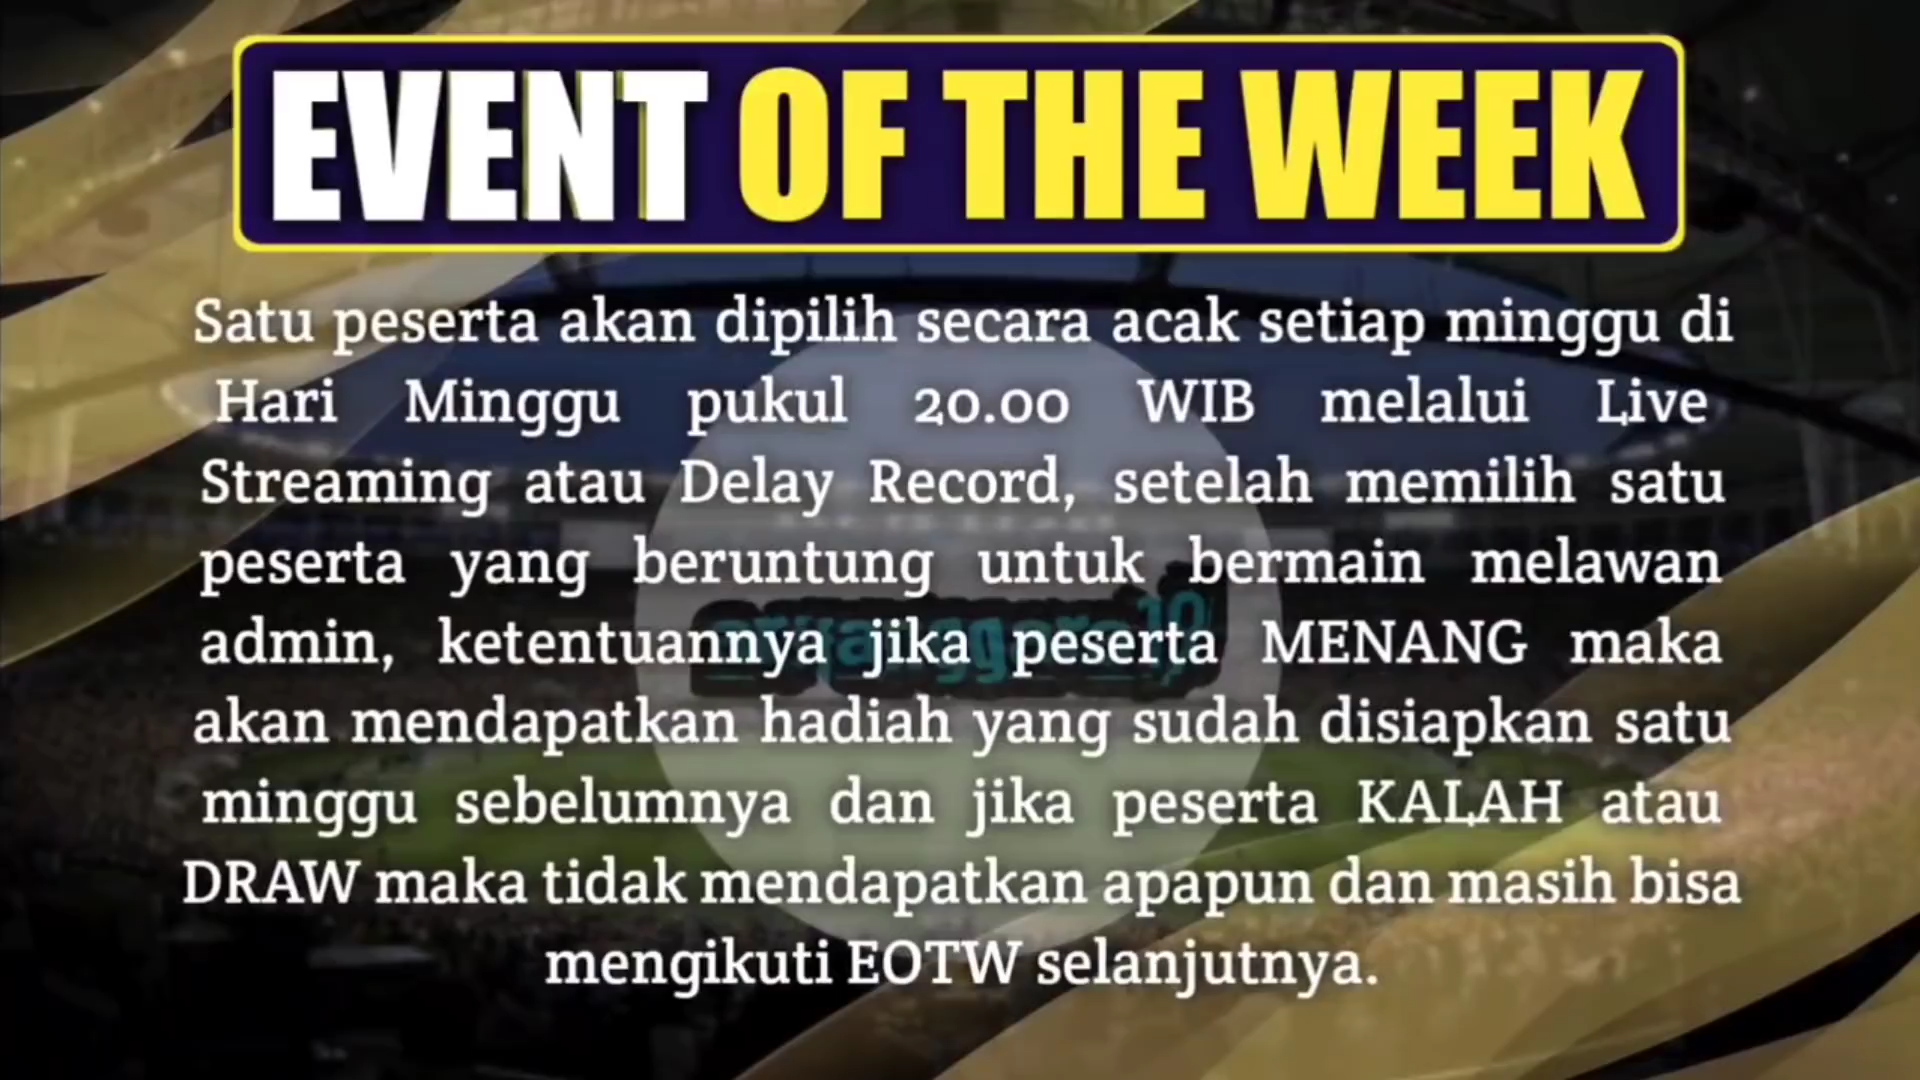 EVENT OF THE WEEK
Satu peserta akan dipilih secara acak setiap minggu di
Hari Minggu pukul 20.00 WIB melalui Live
Streaming atau Delay Record, setelah memilih satu
peserta yang beruntung untuk bermain melawan
admin, ketentuannya jika peserta MENANG maka
akan mendapatkan hadiah yang sudah disiapkan satu
minggu sebelumnya dan jika peserta KALAH atau
DRAW maka tidak mendapatkan apapun dan masih bisa
mengikuti EOTW selanjutnya.